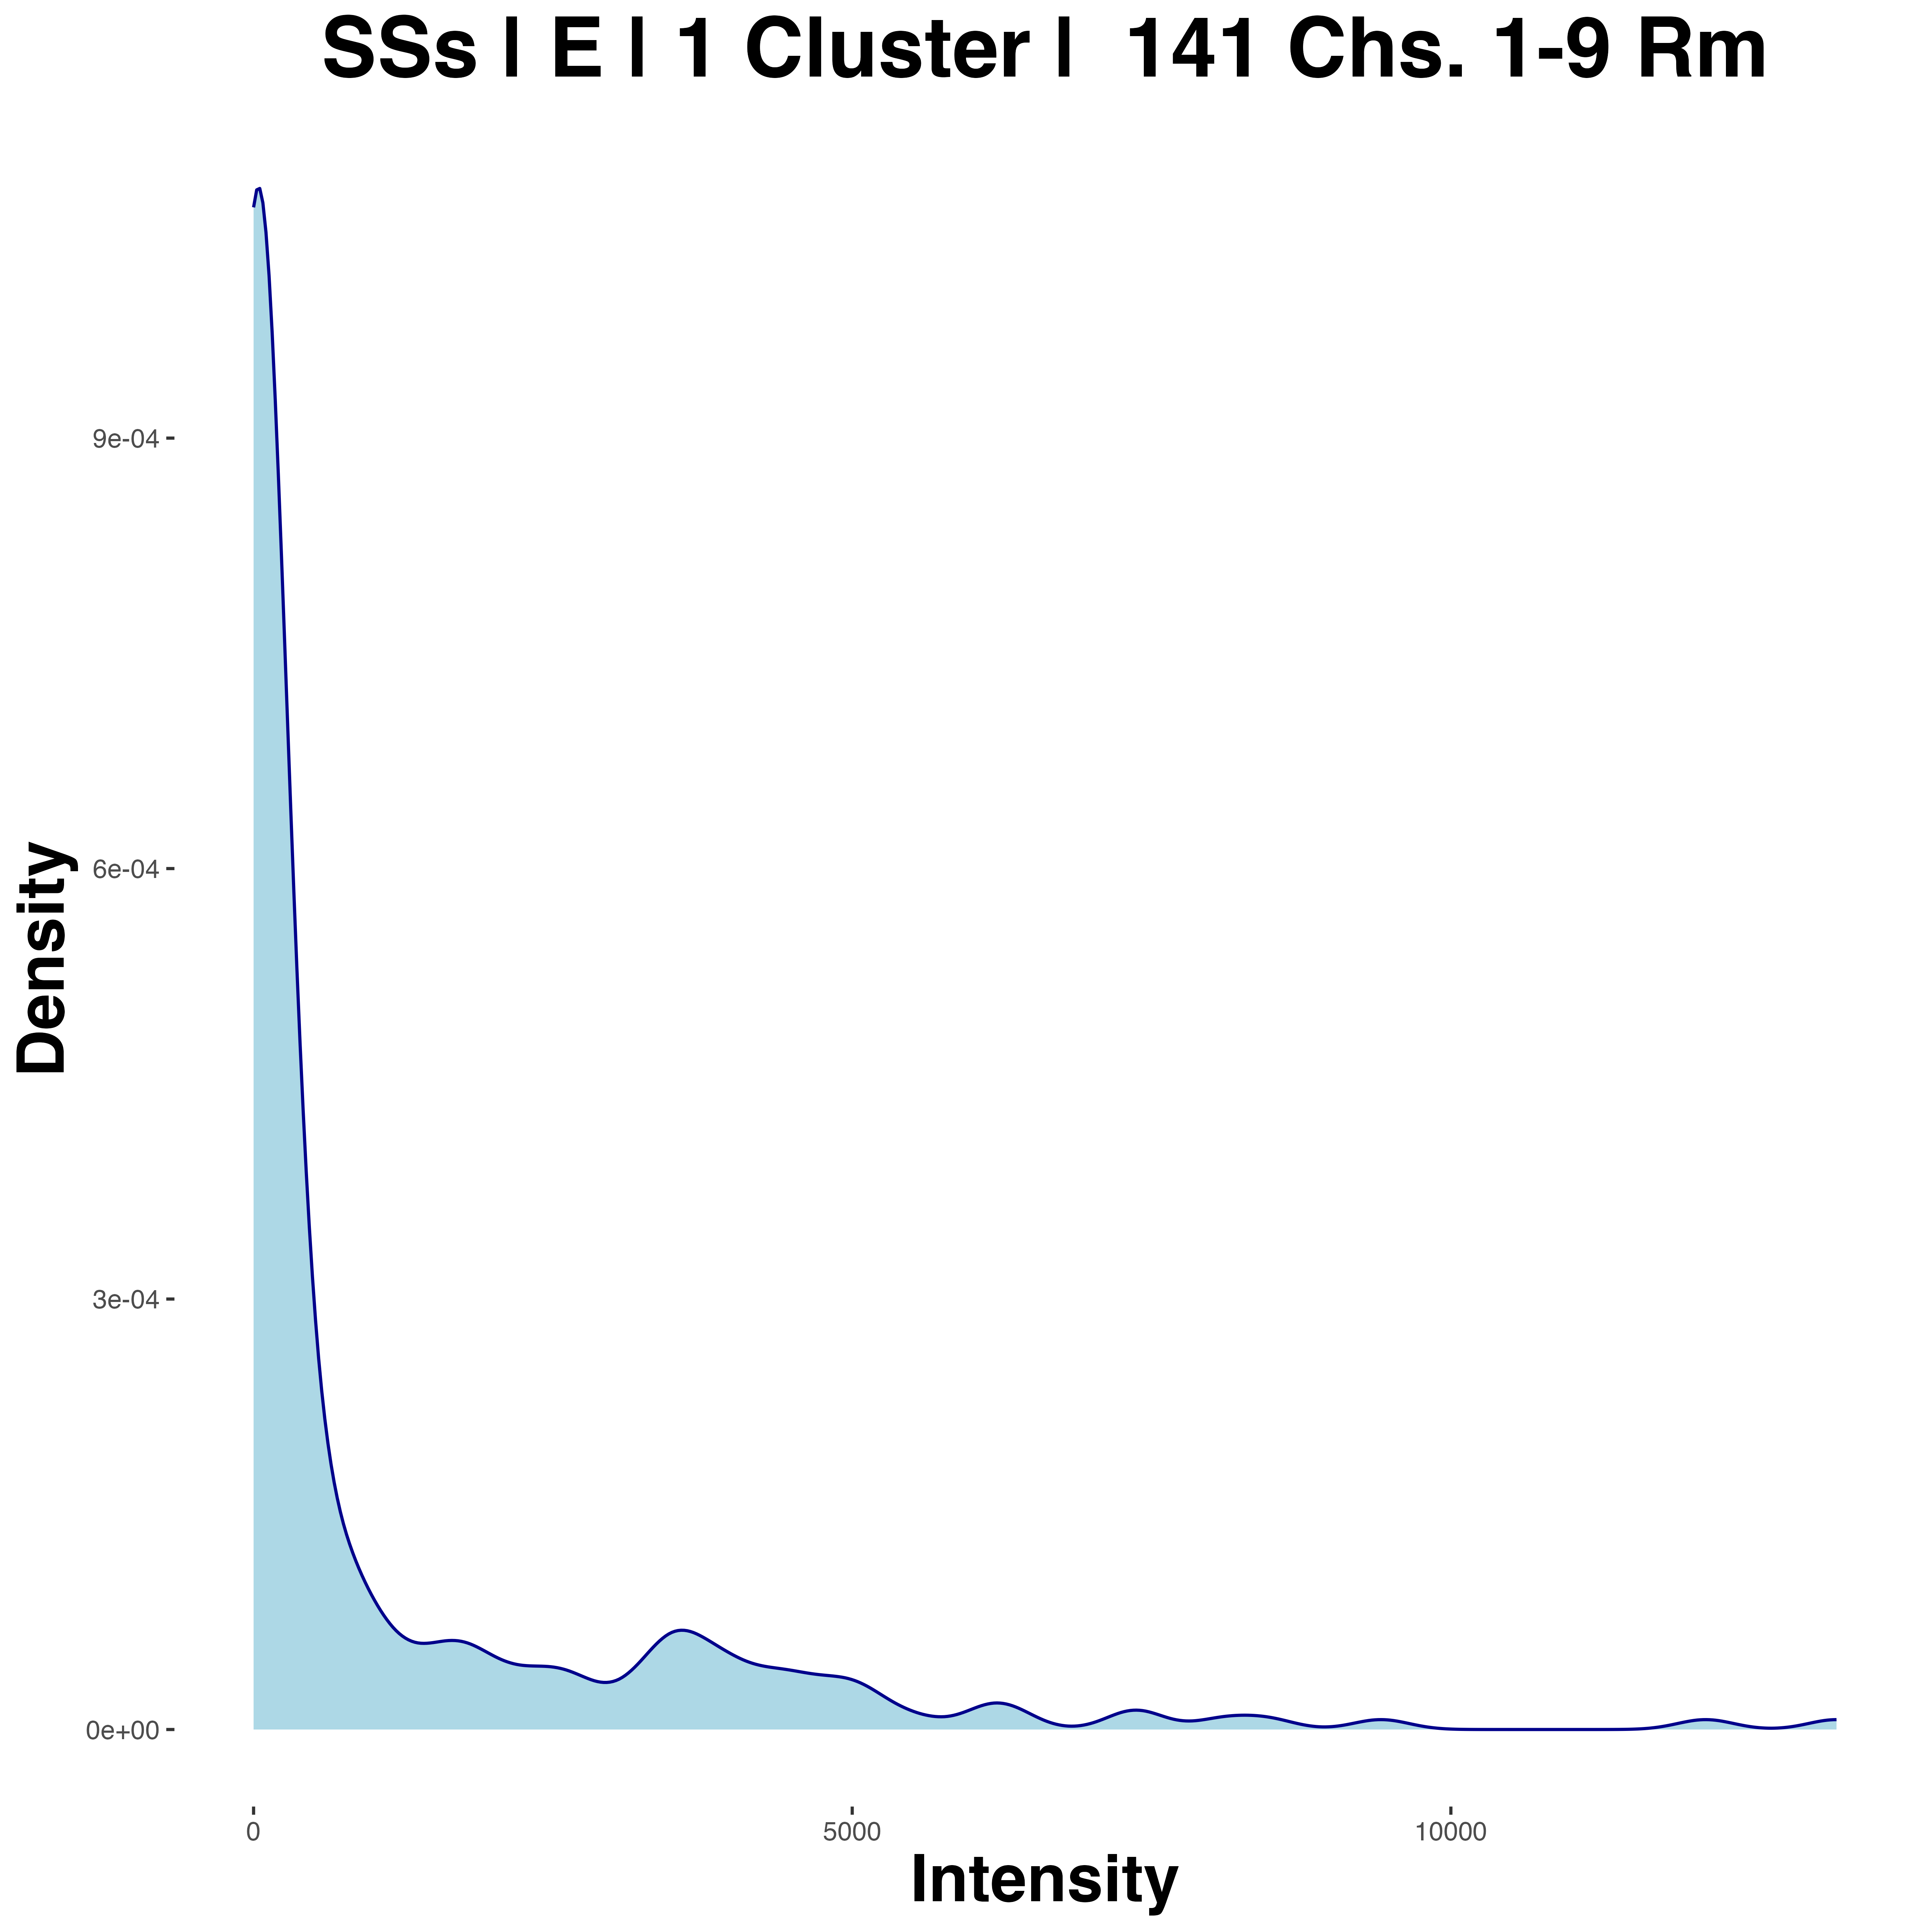 SSs | E | 1 Cluster | 141 Chs. 1-9 Rm
Density
9e-04
6e-04
3e-04
0e+00
0
5000
10000
Intensity